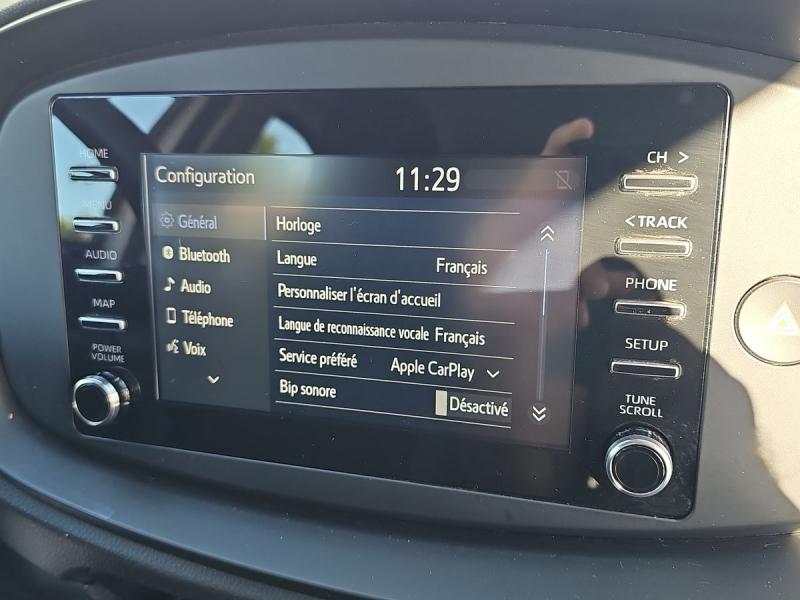 HOME
MENU
AUDIO
MAP
POWER
VOLUME
Configuration 11:29
Général
Bluetooth
Audio
Téléphone
Voix
Horloge
Langue Français
Personnaliser l'écran d'accueil
Langue de reconnaissance vocale Français
Service préféré Apple CarPlay
Bip sonore Désactivé
CH >
< TRACK
PHONE
SETUP
TUNE
SCROLL